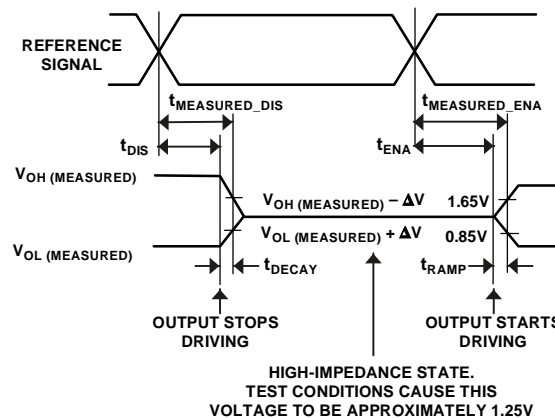 REFERENCE
SIGNAL
tMEASURED_DIS
tMEASURED_ENA
tDIS
tENA
VOH (MEASURED)
VOH (MEASURED) – ΔV
1.65V
VOL (MEASURED) + ΔV
0.85V
VOL (MEASURED)
tDECAY
tRAMP
OUTPUT STOPS
DRIVING
OUTPUT STARTS
DRIVING
HIGH-IMPEDANCE STATE.
TEST CONDITIONS CAUSE THIS
VOLTAGE TO BE APPROXIMATELY 1.25V